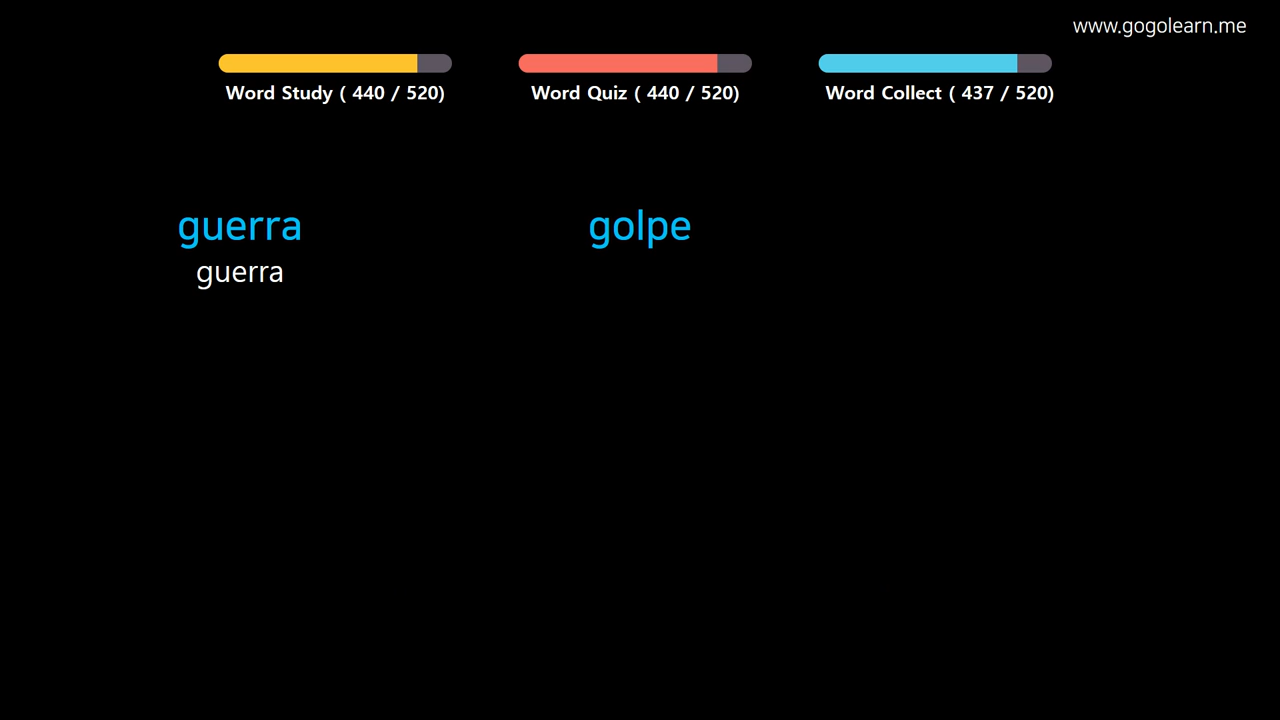 www.gogolearn.me
Word Study ( 440 / 520)
Word Quiz ( 440 / 520)
Word Collect ( 437 / 520)
guerra
golpe
guerra